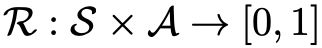 ℛ : 𝒮 × 𝒜 → [0, 1]